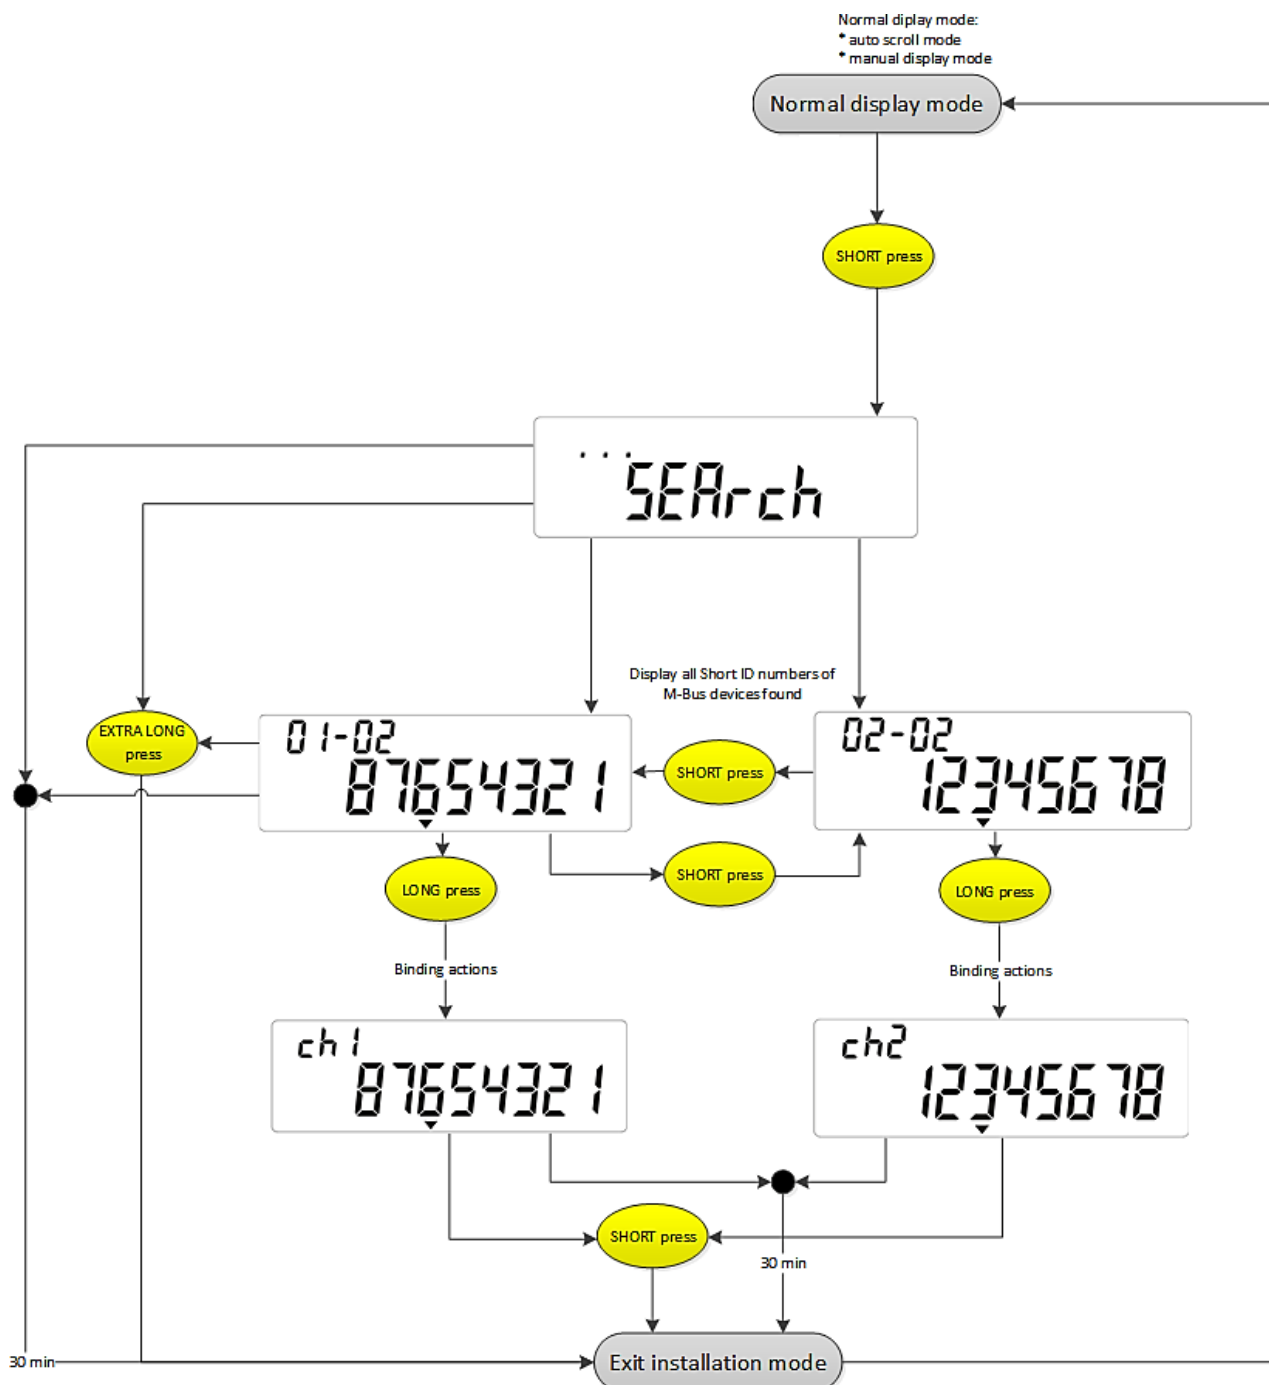 Normal diplay mode:
* auto scroll mode
* manual display mode
Normal display mode
SHORT press
...
SEArch
Display all Short ID numbers of
M-Bus devices found
EXTRA LONG
press
01-02
87654321
SHORT press
02-02
12345678
SHORT press
LONG press
LONG press
Binding actions
Binding actions
ch1
87654321
ch2
12345678
SHORT press
30 min
30 min
Exit installation mode